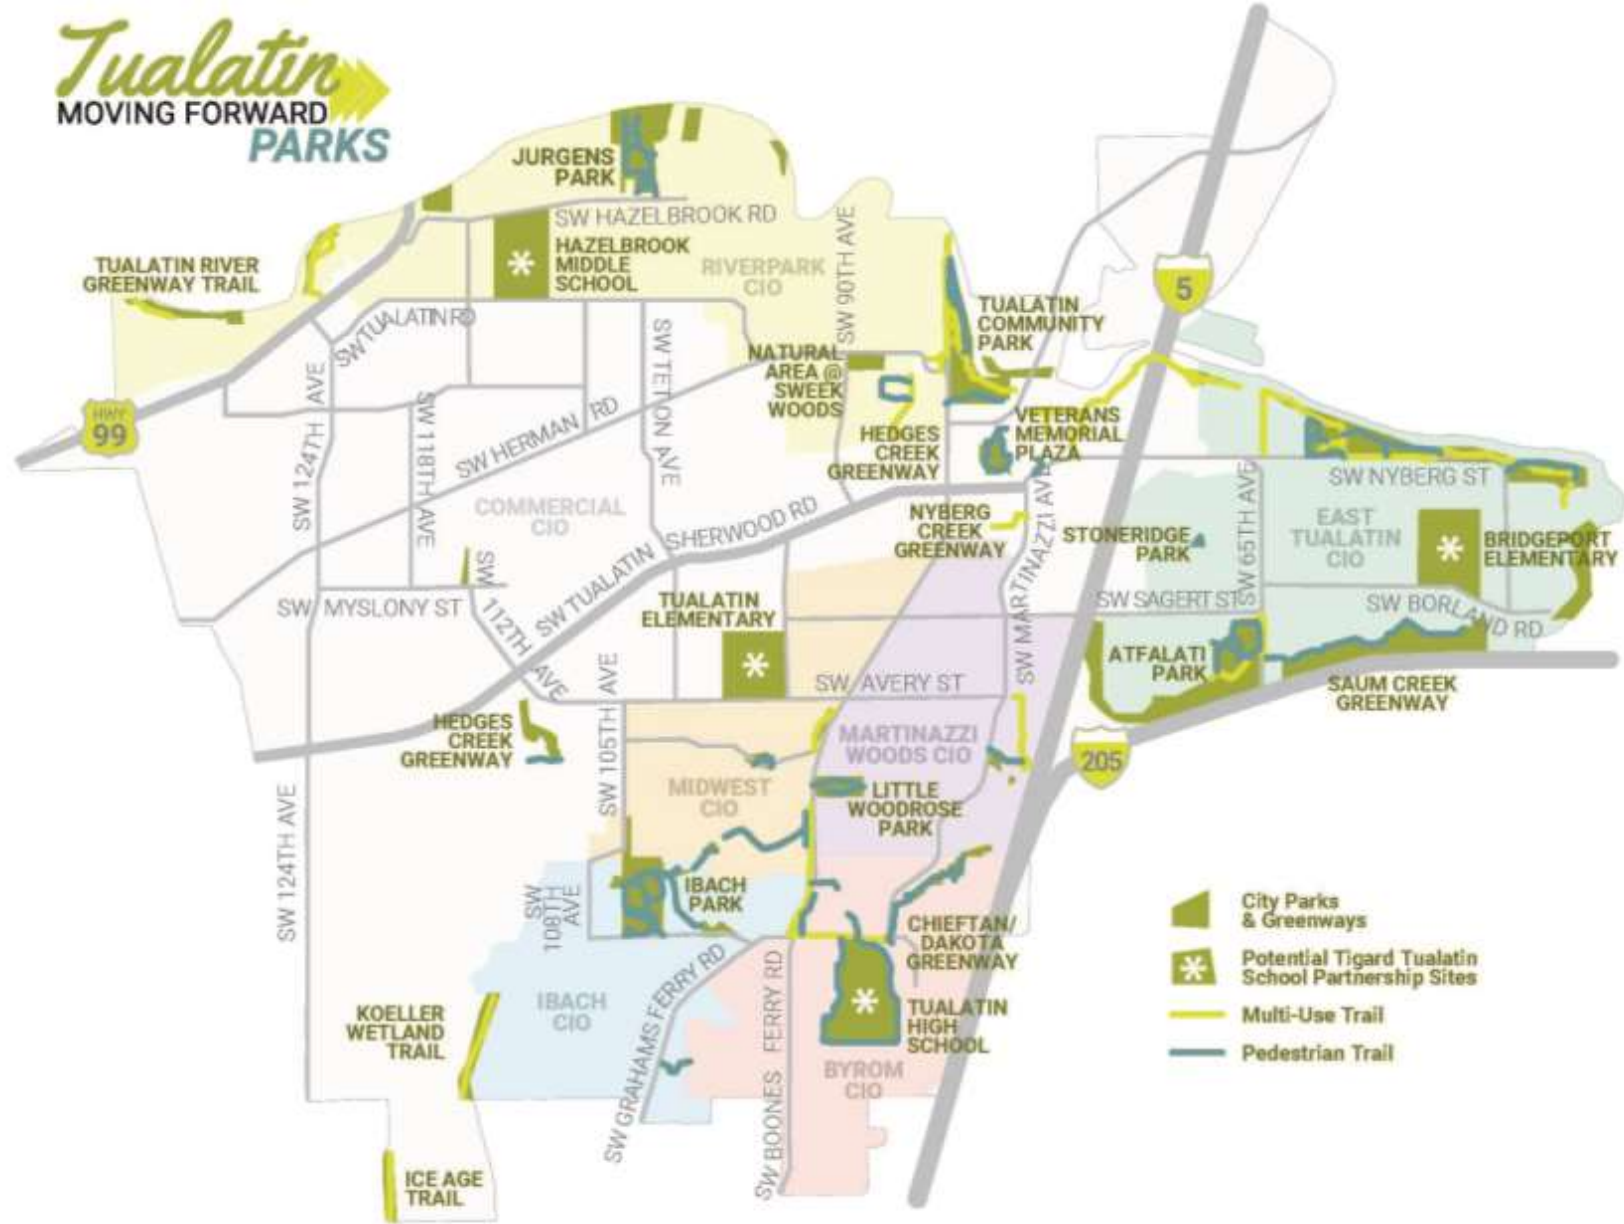 Tualatin
MOVING FORWARD
PARKS
JURGENS
PARK
SW HAZELBROOK RD
HAZELBROOK
MIDDLE
SCHOOL
RIVERPARK
CIO
SW 90TH AVE
TUALATIN RIVER
GREENWAY TRAIL
5
SW TUALATIN RD
TUALATIN
COMMUNITY
PARK
SW TETON AVE
NATURAL
AREA @
SWEEK
WOODS
HWY
99
SW 124TH AVE
SW 118TH AVE
SW HERMAN RD
HEDGES
CREEK
GREENWAY
VETERANS
MEMORIAL
PLAZA
SW NYBERG ST
COMMERCIAL
CIO
SW TUALATIN SHERWOOD RD
NYBERG
CREEK
GREENWAY
SW MARTINAZZI AVE
STONERIDGE
PARK
SW 65TH AVE
EAST
TUALATIN
CIO
BRIDGEPORT
ELEMENTARY
SW MYSLONY ST
SW 112TH AVE
TUALATIN
ELEMENTARY
SW SAGERT ST
SW BORLAND RD
ATFALATI
PARK
SW AVERY ST
SAUM CREEK
GREENWAY
HEDGES
CREEK
GREENWAY
SW 105TH AVE
MARTINAZZI
WOODS CIO
205
MIDWEST
CIO
LITTLE
WOODROSE
PARK
SW 124TH AVE
SW
108TH
AVE
IBACH
PARK
CHIEFTAN/
DAKOTA
GREENWAY
City Parks
& Greenways
Potential Tigard Tualatin
School Partnership Sites
Multi-Use Trail
Pedestrian Trail
KOELLER
WETLAND
TRAIL
IBACH
CIO
SW GRAHAMS FERRY RD
SW BOONES FERRY RD
TUALATIN
HIGH
SCHOOL
BYROM
CIO
ICE AGE
TRAIL